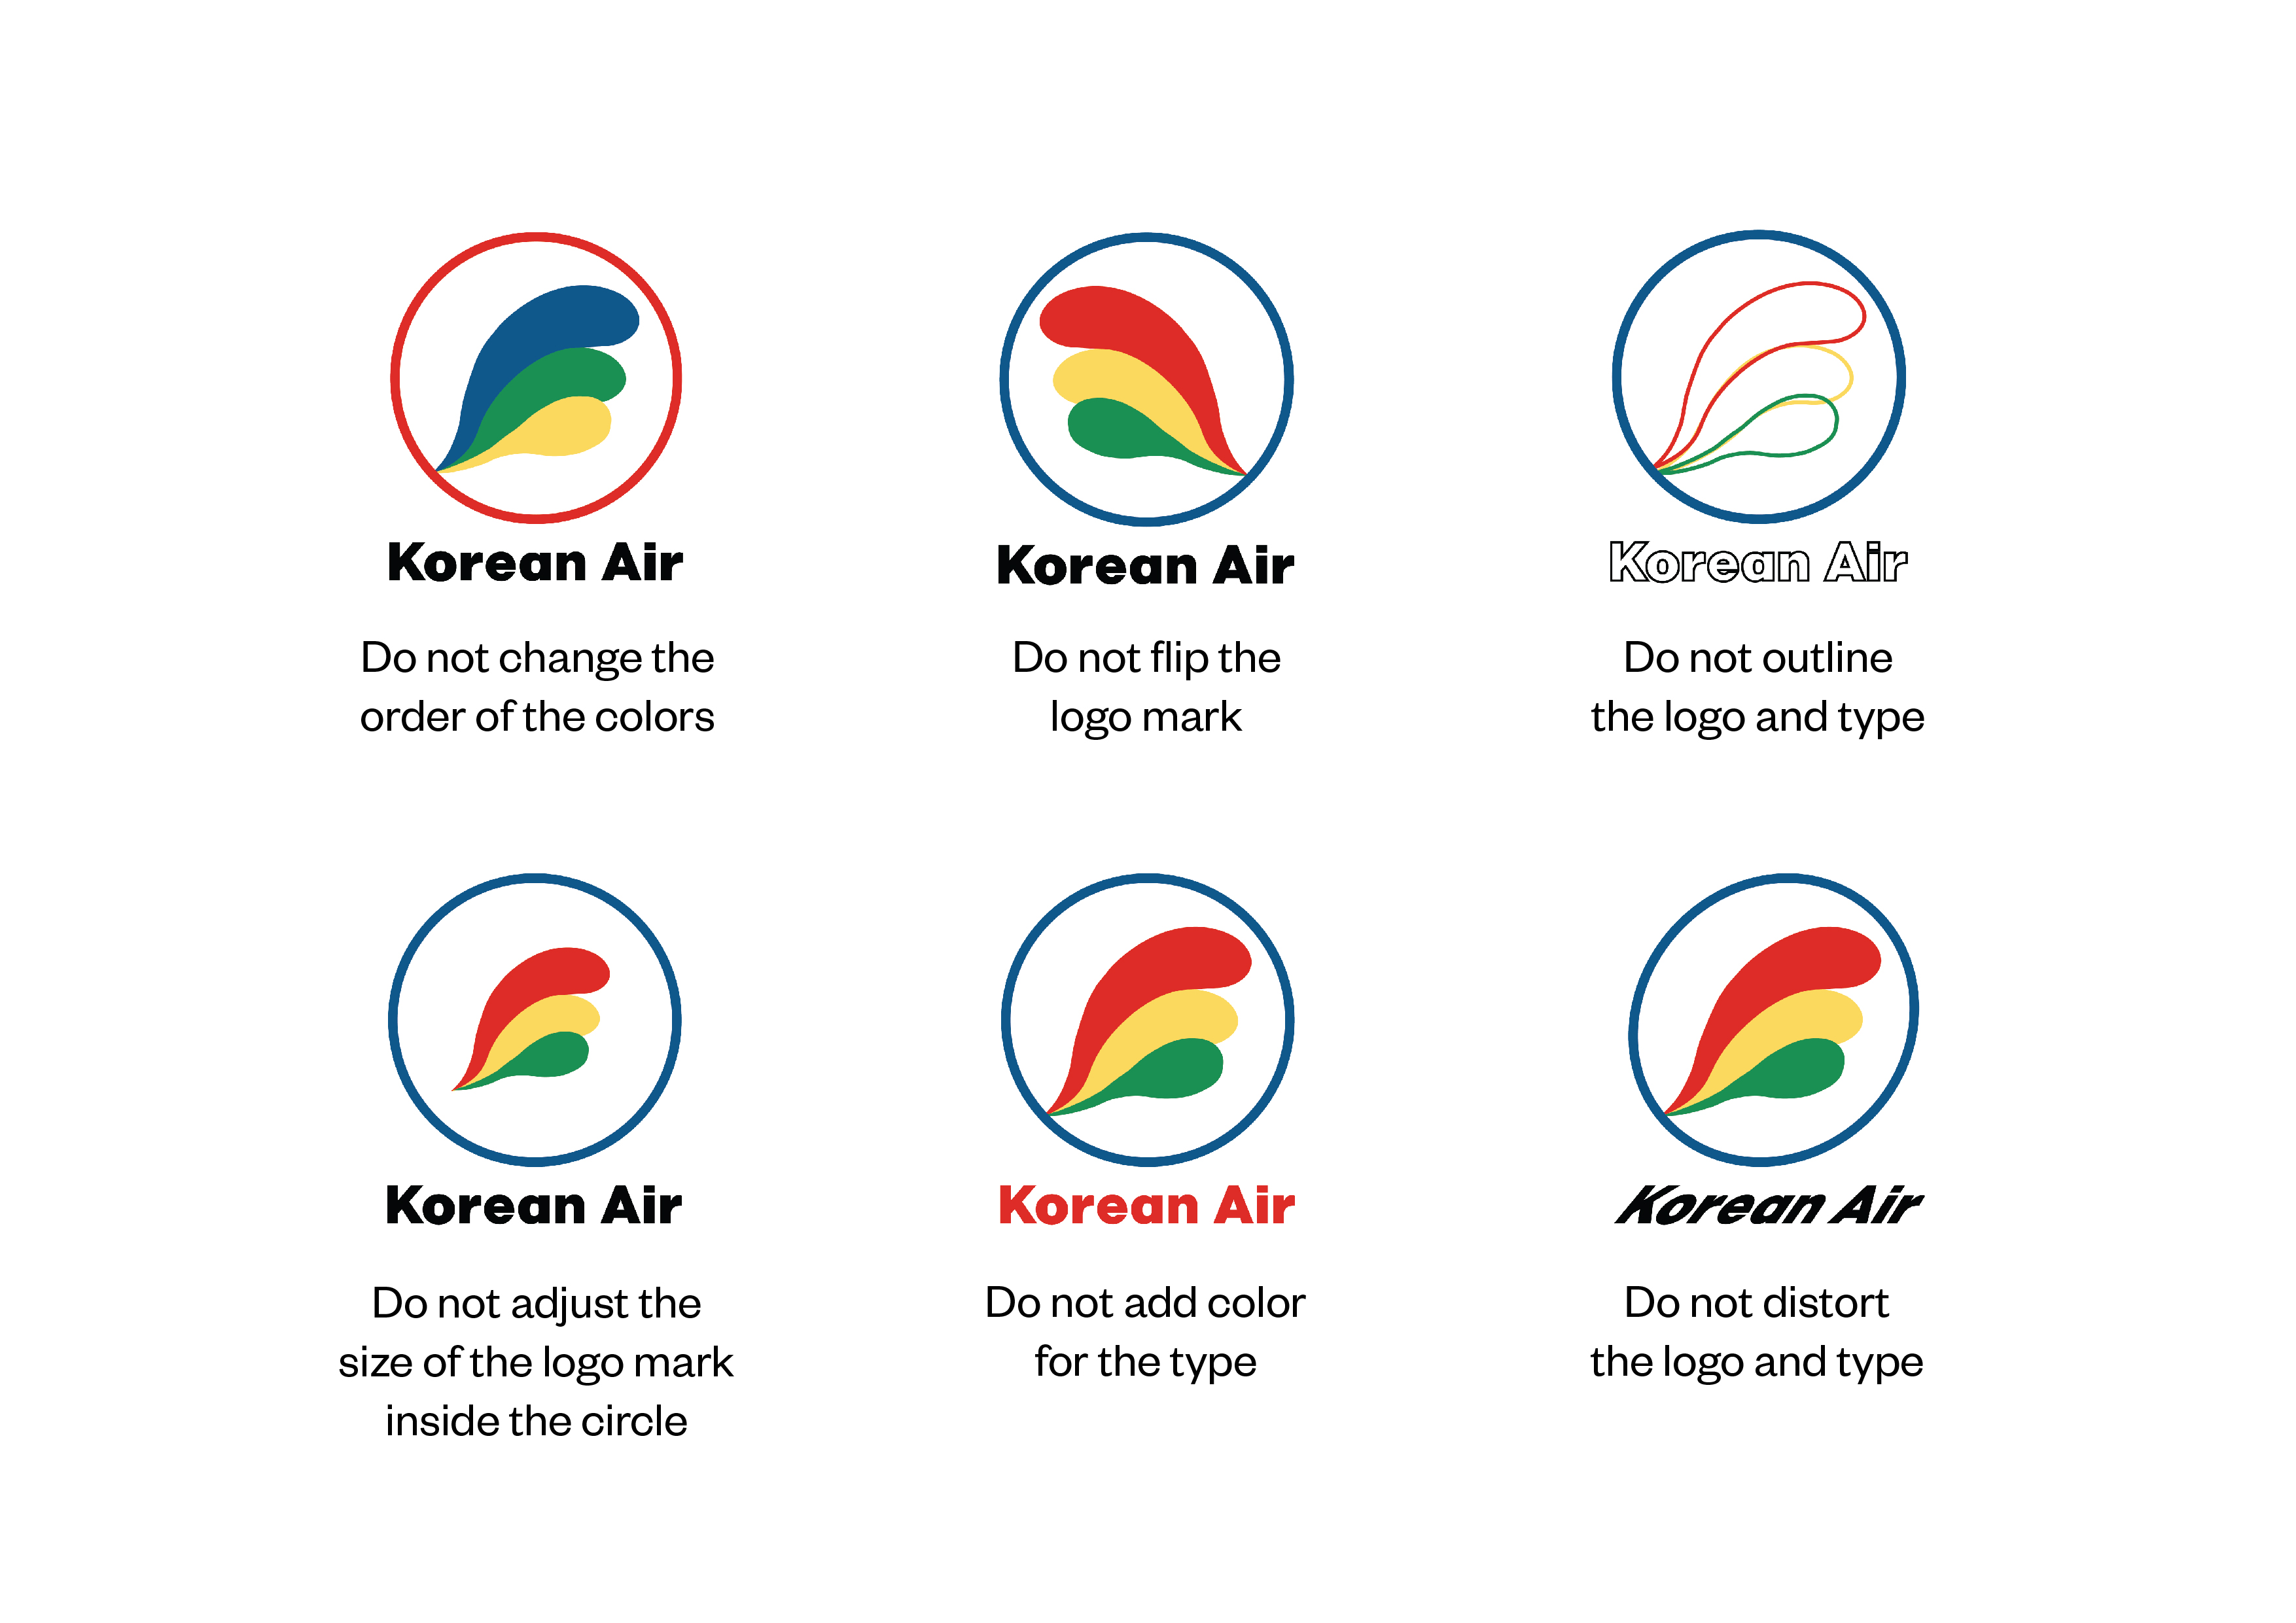 Korean Air
Do not change the
order of the colors
Korean Air
Do not flip the
logo mark
Korean Air
Do not outline
the logo and type
Korean Air
Do not adjust the
size of the logo mark
inside the circle
Korean Air
Do not add color
for the type
Korean Air
Do not distort
the logo and type